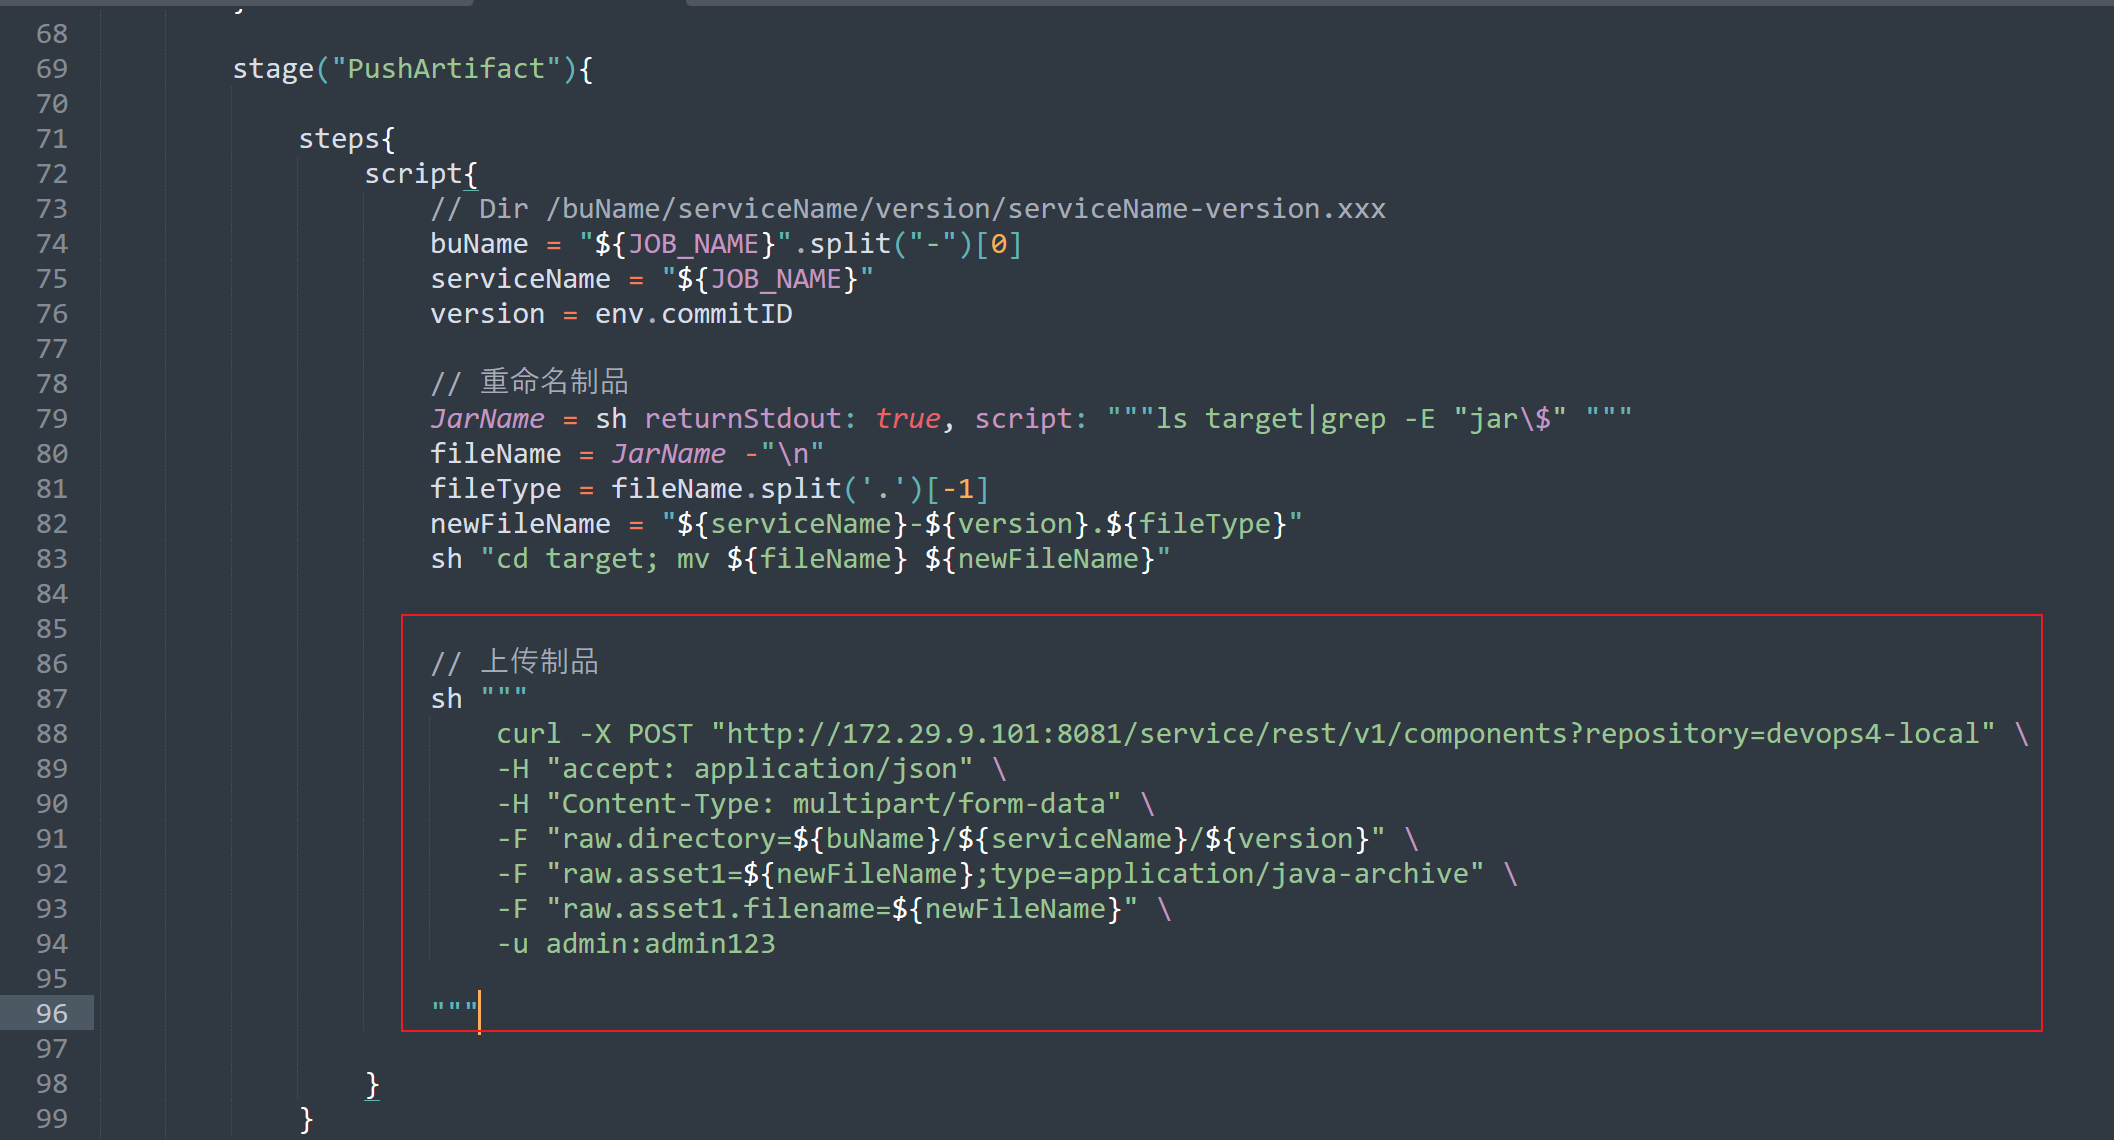 68
69 stage("PushArtifact"){
70
71 steps{
72 script{
73 // Dir /buName/serviceName/version/serviceName-version.xxx
74 buName = "${JOB_NAME}".split("-")[0]
75 serviceName = "${JOB_NAME}"
76 version = env.commitID
77
78 // 重命名制品
79 JarName = sh returnStdout: true, script: """ls target|grep -E "jar\$" """
80 fileName = JarName -"\n"
81 fileType = fileName.split('.')[-1]
82 newFileName = "${serviceName}-${version}.${fileType}"
83 sh "cd target; mv ${fileName} ${newFileName}"
84
85
86 // 上传制品
87 sh """
88 curl -X POST "http://172.29.9.101:8081/service/rest/v1/components?repository=devops4-local" \
89 -H "accept: application/json" \
90 -H "Content-Type: multipart/form-data" \
91 -F "raw.directory=${buName}/${serviceName}/${version}" \
92 -F "raw.asset1=${newFileName};type=application/java-archive" \
93 -F "raw.asset1.filename=${newFileName}" \
94 -u admin:admin123
95
96 """
97
98 }
99 }